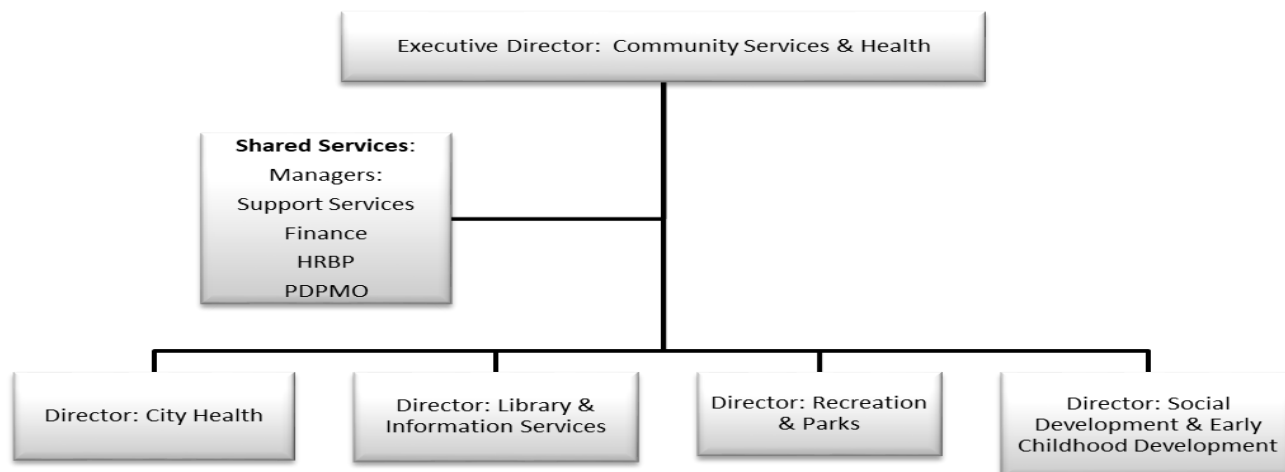 Executive Director: Community Services & Health
Shared Services:
Managers:
Support Services
Finance
HRBP
PDPMO
Director: City Health
Director: Library &
Information Services
Director: Recreation
& Parks
Director: Social
Development & Early
Childhood Development